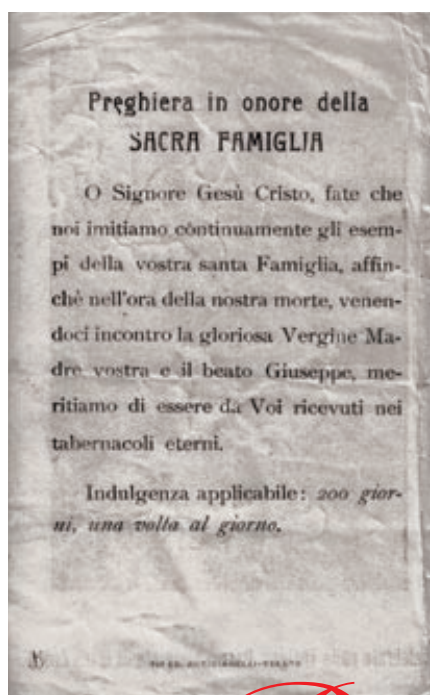 Preghiera in onore della
SACRA FAMIGLIA
O Signore Gesù Cristo, fate che
noi imitiamo continuamente gli esem-
pi della vostra santa Famiglia, affin-
chè nell'ora della nostra morte, venen-
doci incontro la gloriosa Vergine Ma-
dre vostra e il beato Giuseppe, me-
ritiamo di essere da Voi ricevuti nei
tabernacoli eterni.
Indulgenza applicabile: 200 gior-
ni, una volta al giorno.